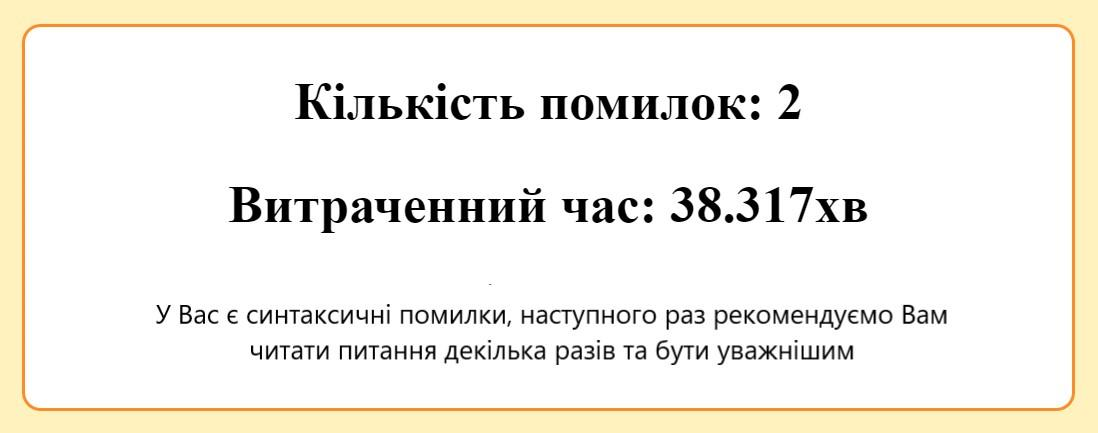 Кількість помилок: 2
Витраченний час: 38.317хв
У Вас є синтаксичні помилки, наступного раз рекомендуємо Вам
читати питання декілька разів та бути уважнішим